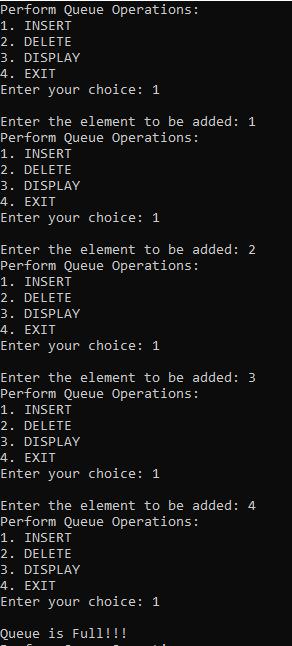 Perform Queue Operations:
1. INSERT
2. DELETE
3. DISPLAY
4. EXIT
Enter your choice: 1

Enter the element to be added: 1
Perform Queue Operations:
1. INSERT
2. DELETE
3. DISPLAY
4. EXIT
Enter your choice: 1

Enter the element to be added: 2
Perform Queue Operations:
1. INSERT
2. DELETE
3. DISPLAY
4. EXIT
Enter your choice: 1

Enter the element to be added: 3
Perform Queue Operations:
1. INSERT
2. DELETE
3. DISPLAY
4. EXIT
Enter your choice: 1

Enter the element to be added: 4
Perform Queue Operations:
1. INSERT
2. DELETE
3. DISPLAY
4. EXIT
Enter your choice: 1

Queue is Full!!!